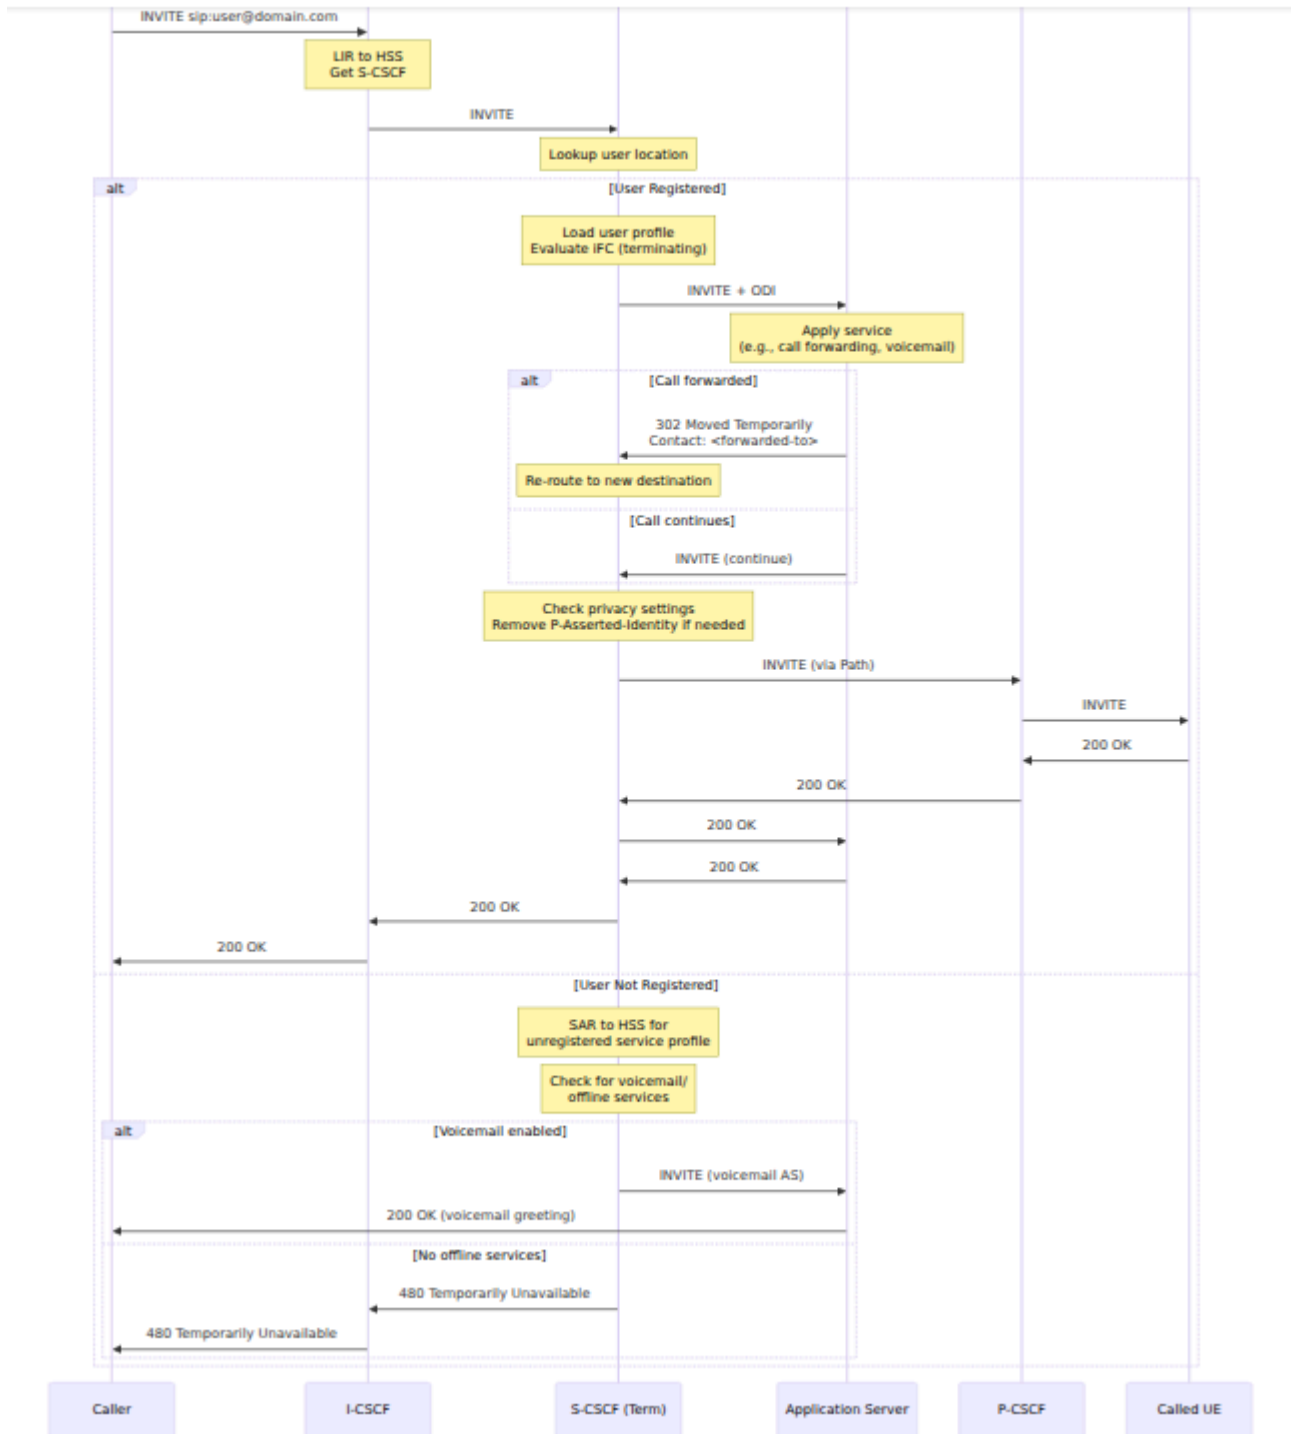 INVITE sip:user@domain.com
LIR to HSS
Get S-CSCF
INVITE
Lookup user location
alt
[User Registered]
Load user profile
Evaluate iFC (terminating)
INVITE + ODI
Apply service
(e.g., call forwarding, voicemail)
alt
[Call forwarded]
302 Moved Temporarily
Contact: <forwarded-to>
Re-route to new destination
[Call continues]
INVITE (continue)
Check privacy settings
Remove P-Asserted-Identity if needed
INVITE (via Path)
INVITE
200 OK
200 OK
200 OK
200 OK
200 OK
200 OK
[User Not Registered]
SAR to HSS for
unregistered service profile
Check for voicemail/
offline services
alt
[Voicemail enabled]
INVITE (voicemail AS)
200 OK (voicemail greeting)
[No offline services]
480 Temporarily Unavailable
480 Temporarily Unavailable
Caller
I-CSCF
S-CSCF (Term)
Application Server
P-CSCF
Called UE